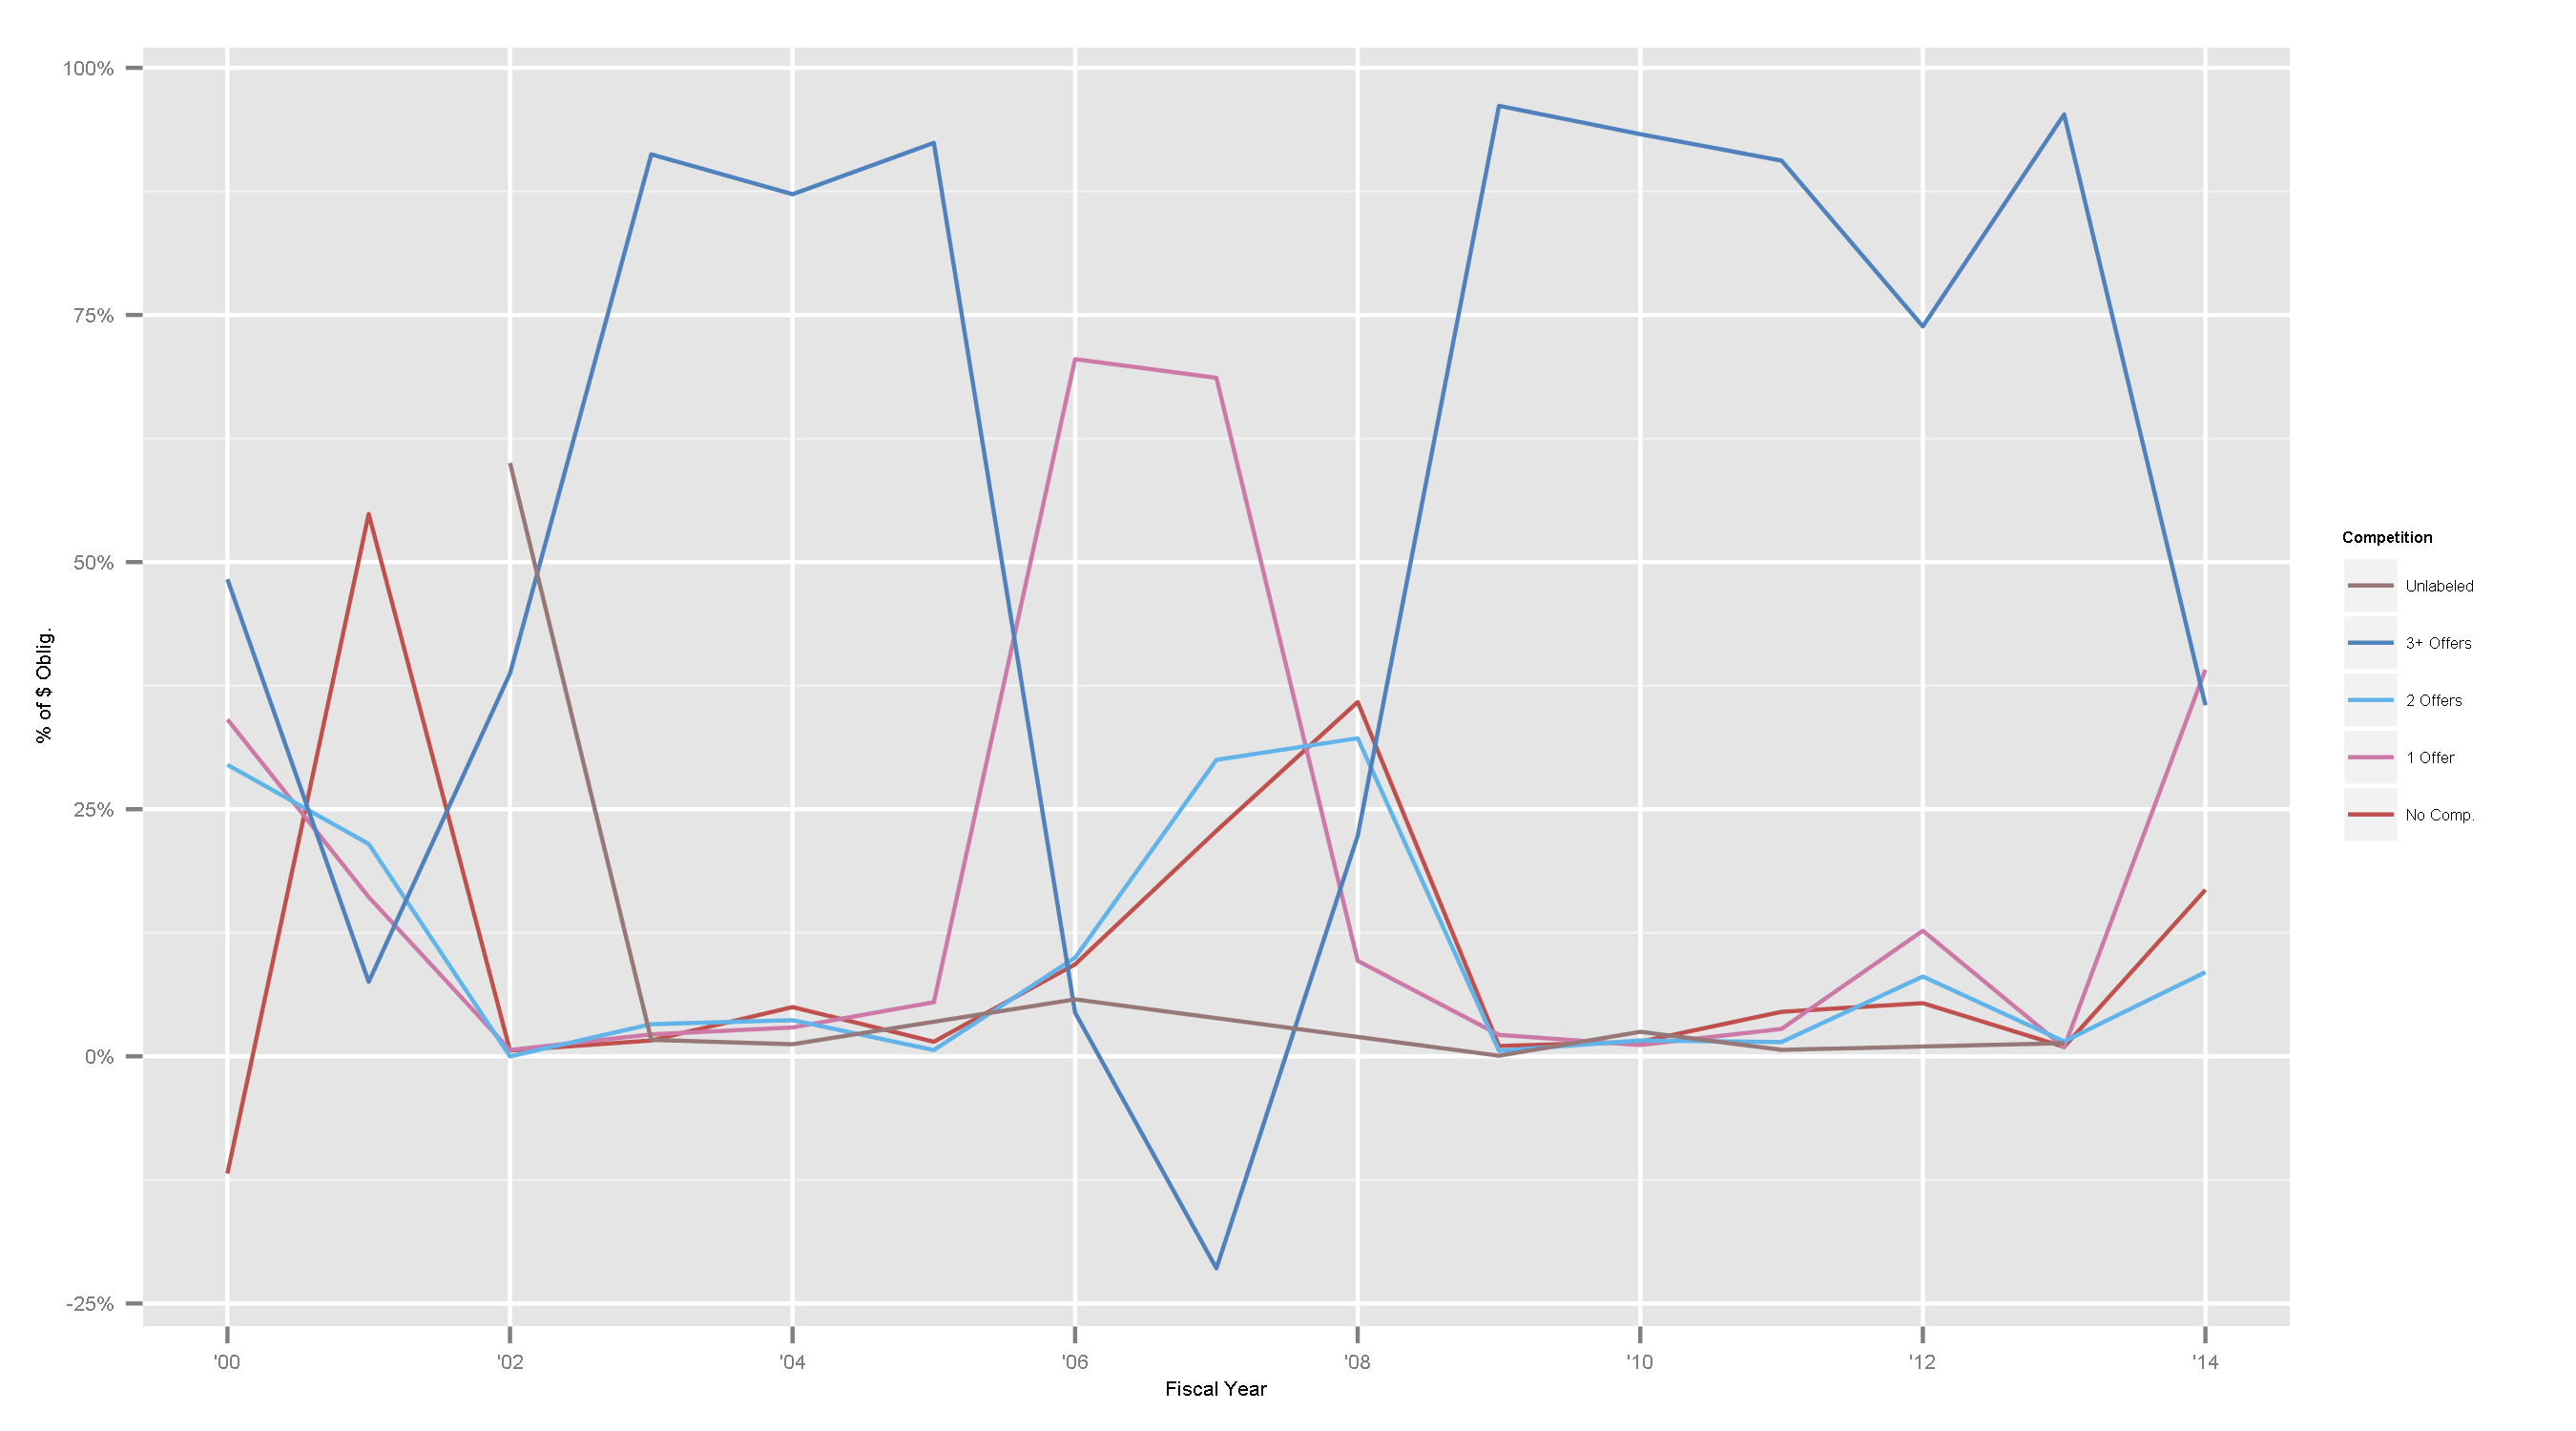 100%
75%
50%
25%
0%
-25%
% of $ Oblig.
'00 '02 '04 '06 '08 '10 '12 '14
Fiscal Year
Competition
Unlabeled
3+ Offers
2 Offers
1 Offer
No Comp.